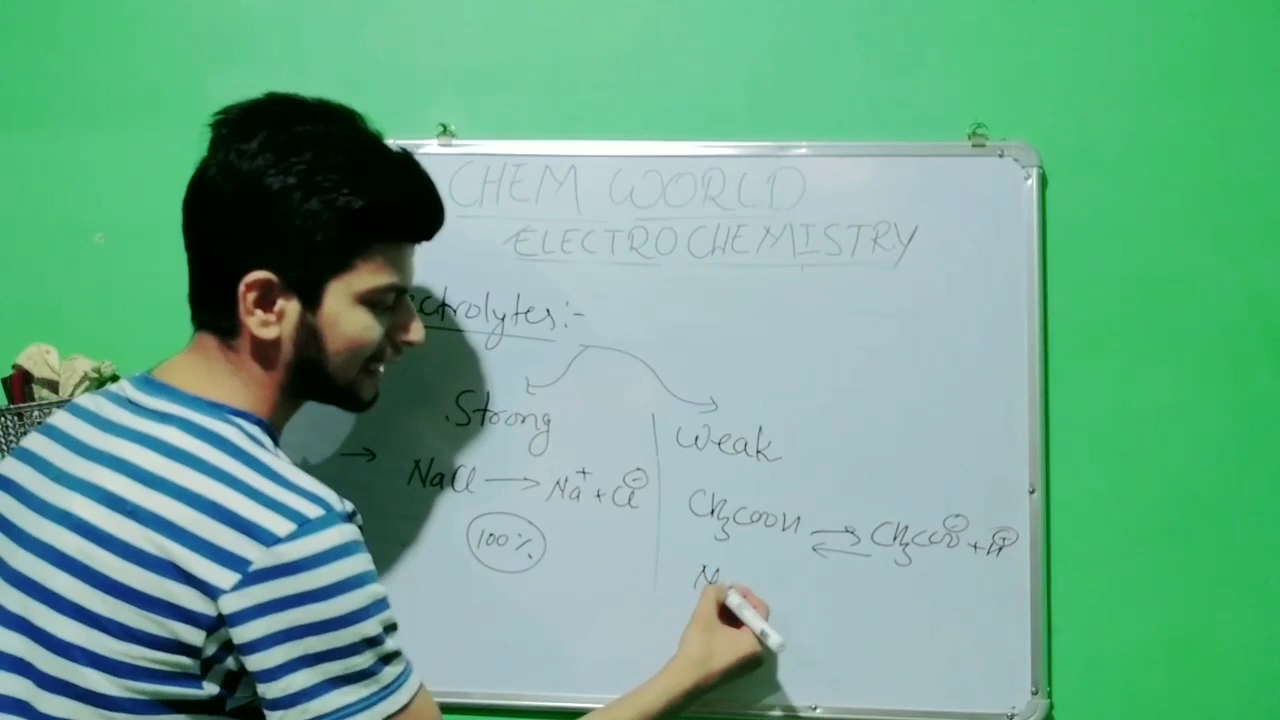 CHEM WORLD
ELECTROCHEMISTRY
ctrolytes:-
Strong
Weak
→ NaCl → Na⁺ + Cl⊖
100%
CH₃COOH ⇌ CH₃COO⊖ + H⊕
N